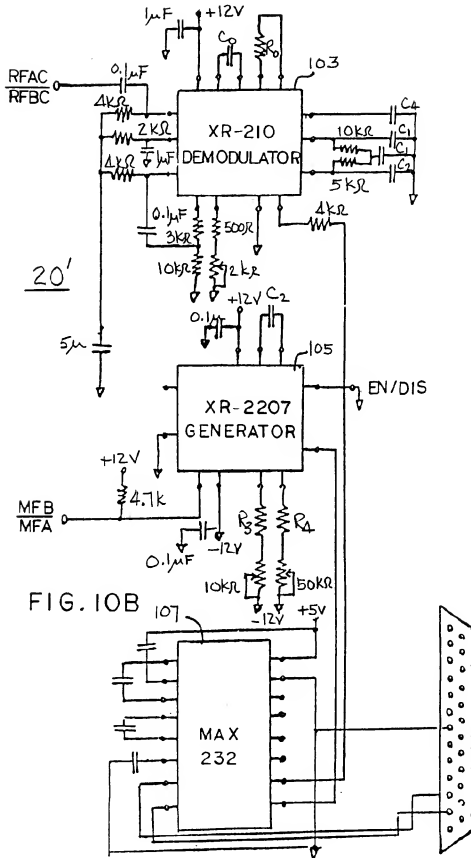 1µF
+12V
C0
R0
103
RFAC
RFBC
0.1µF
4kΩ
2kΩ
1µF
4kΩ
XR-210
DEMODULATOR
C4
C1
10kΩ
C1
C2
5kΩ
0.1µF
3kΩ
500Ω
4kΩ
10kΩ
2kΩ
20'
+12V
0.1µ
C2
105
5µ
XR-2207
GENERATOR
EN/DIS
+12V
4.7k
MFB
MFA
0.1µF
-12V
R3
R4
10kΩ
50kΩ
-12V
+5V
FIG. 10B
107
MAX
232